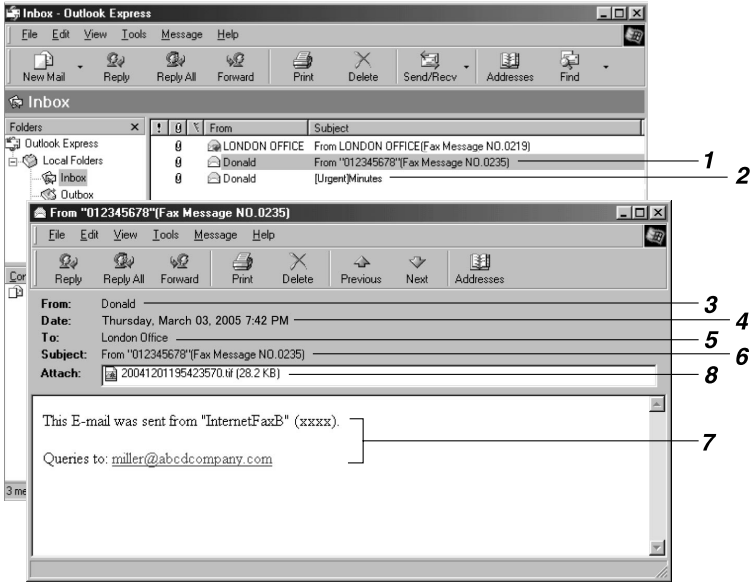 Inbox - Outlook Express
File Edit View Tools Message Help
New Mail Reply Reply All Forward Print Delete Send/Recv Addresses Find
Inbox
Folders × ! From Subject
Outlook Express LONDON OFFICE From LONDON OFFICE(Fax Message NO.0219)
Local Folders Donald From "012345678"(Fax Message NO.0235) 1
Inbox Donald [Urgent]Minutes 2
Outbox
From "012345678"(Fax Message NO.0235)
File Edit View Tools Message Help
Con Reply Reply All Forward Print Delete Previous Next Addresses
From: Donald 3
Date: Thursday, March 03, 2005 7:42 PM 4
To: London Office 5
Subject: From "012345678"(Fax Message NO.0235) 6
Attach: 20041201195423570.tif (28.2 KB) 8
This E-mail was sent from "InternetFaxB" (xxxx).
7
Queries to: miller@abcdcompany.com
3 me